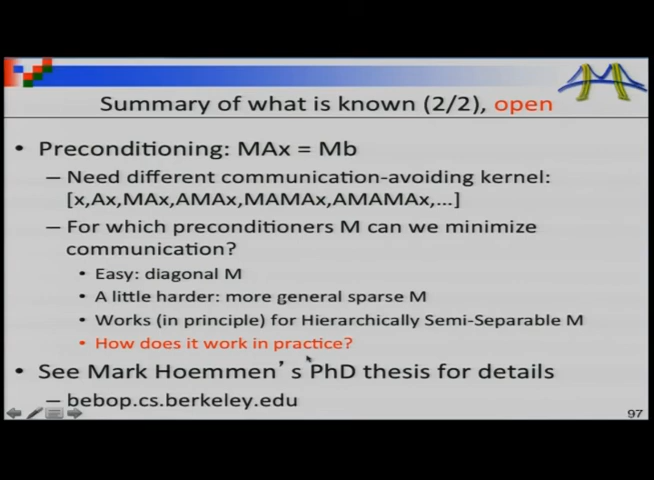 Summary of what is known (2/2), open
• Preconditioning: MAx = Mb
– Need different communication-avoiding kernel:
[x,Ax,MAx,AMAx,MAMAx,AMAMAx,...]
– For which preconditioners M can we minimize
communication?
• Easy: diagonal M
• A little harder: more general sparse M
• Works (in principle) for Hierarchically Semi-Separable M
• How does it work in practice?
• See Mark Hoemmen's PhD thesis for details
– bebop.cs.berkeley.edu
97